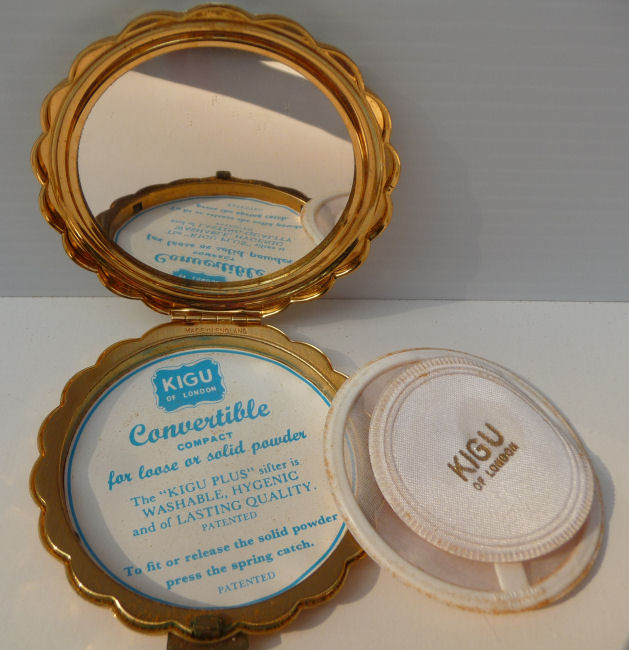 MADE IN ENGLAND
KIGU
OF LONDON
Convertible
COMPACT
for loose or solid powder
The "KIGU PLUS" sifter is
WASHABLE, HYGENIC
and of LASTING QUALITY.
PATENTED
To fit or release the solid powder
press the spring catch.
PATENTED
KIGU
OF LONDON